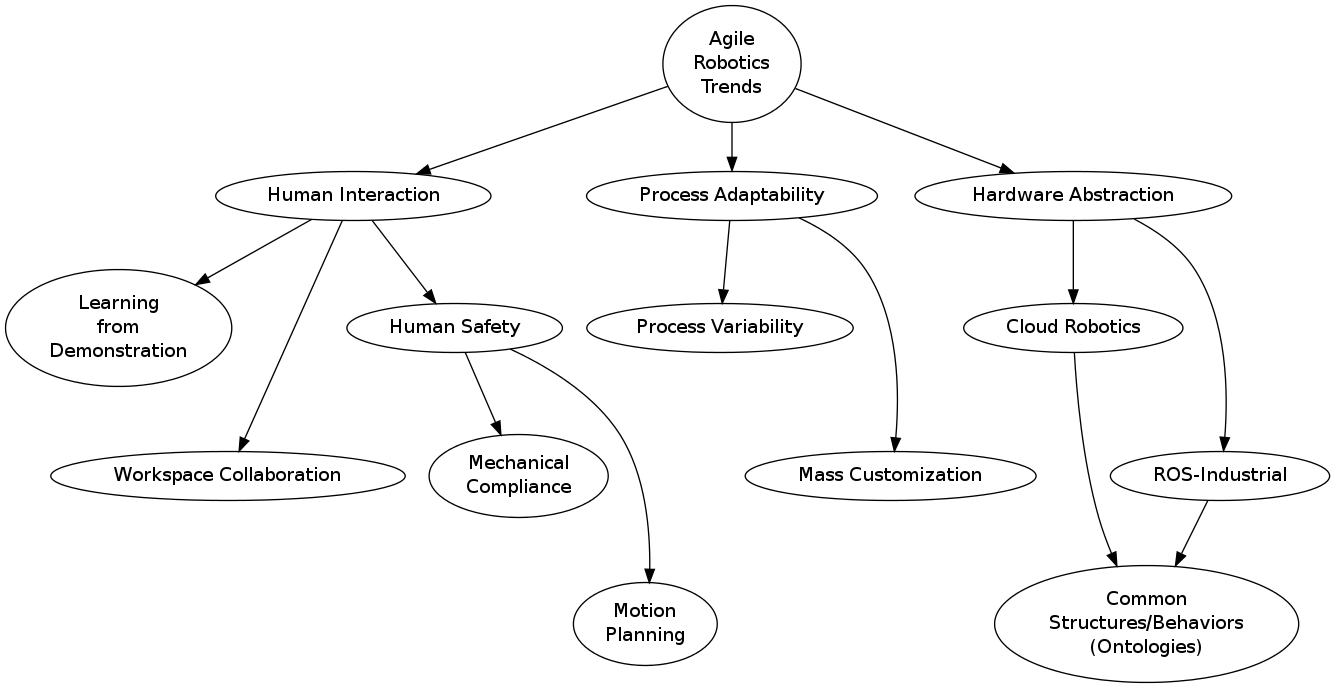 Agile
Robotics
Trends
Human Interaction
Process Adaptability
Hardware Abstraction
Learning
from
Demonstration
Human Safety
Process Variability
Cloud Robotics
Workspace Collaboration
Mechanical
Compliance
Mass Customization
ROS-Industrial
Motion
Planning
Common
Structures/Behaviors
(Ontologies)